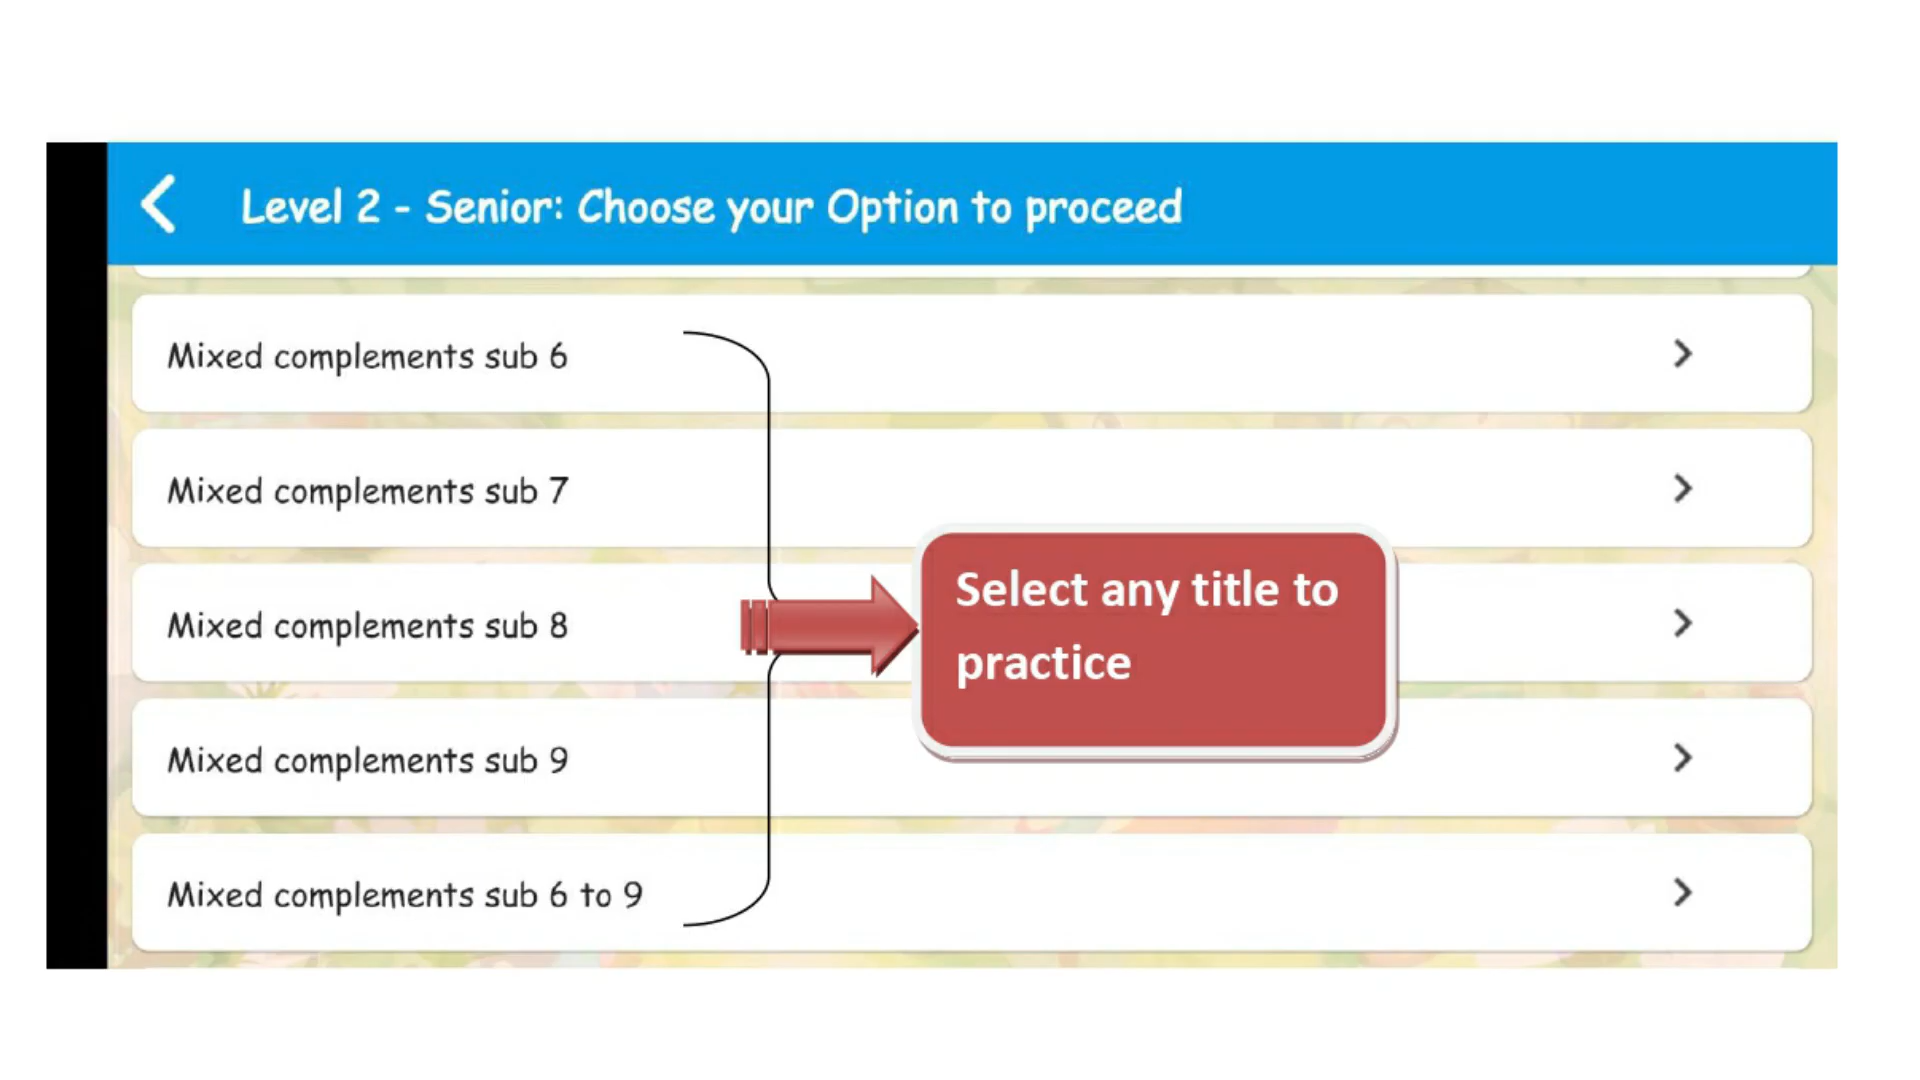 Level 2 - Senior: Choose your Option to proceed
Mixed complements sub 6
Mixed complements sub 7
Mixed complements sub 8
Mixed complements sub 9
Mixed complements sub 6 to 9
Select any title to
practice